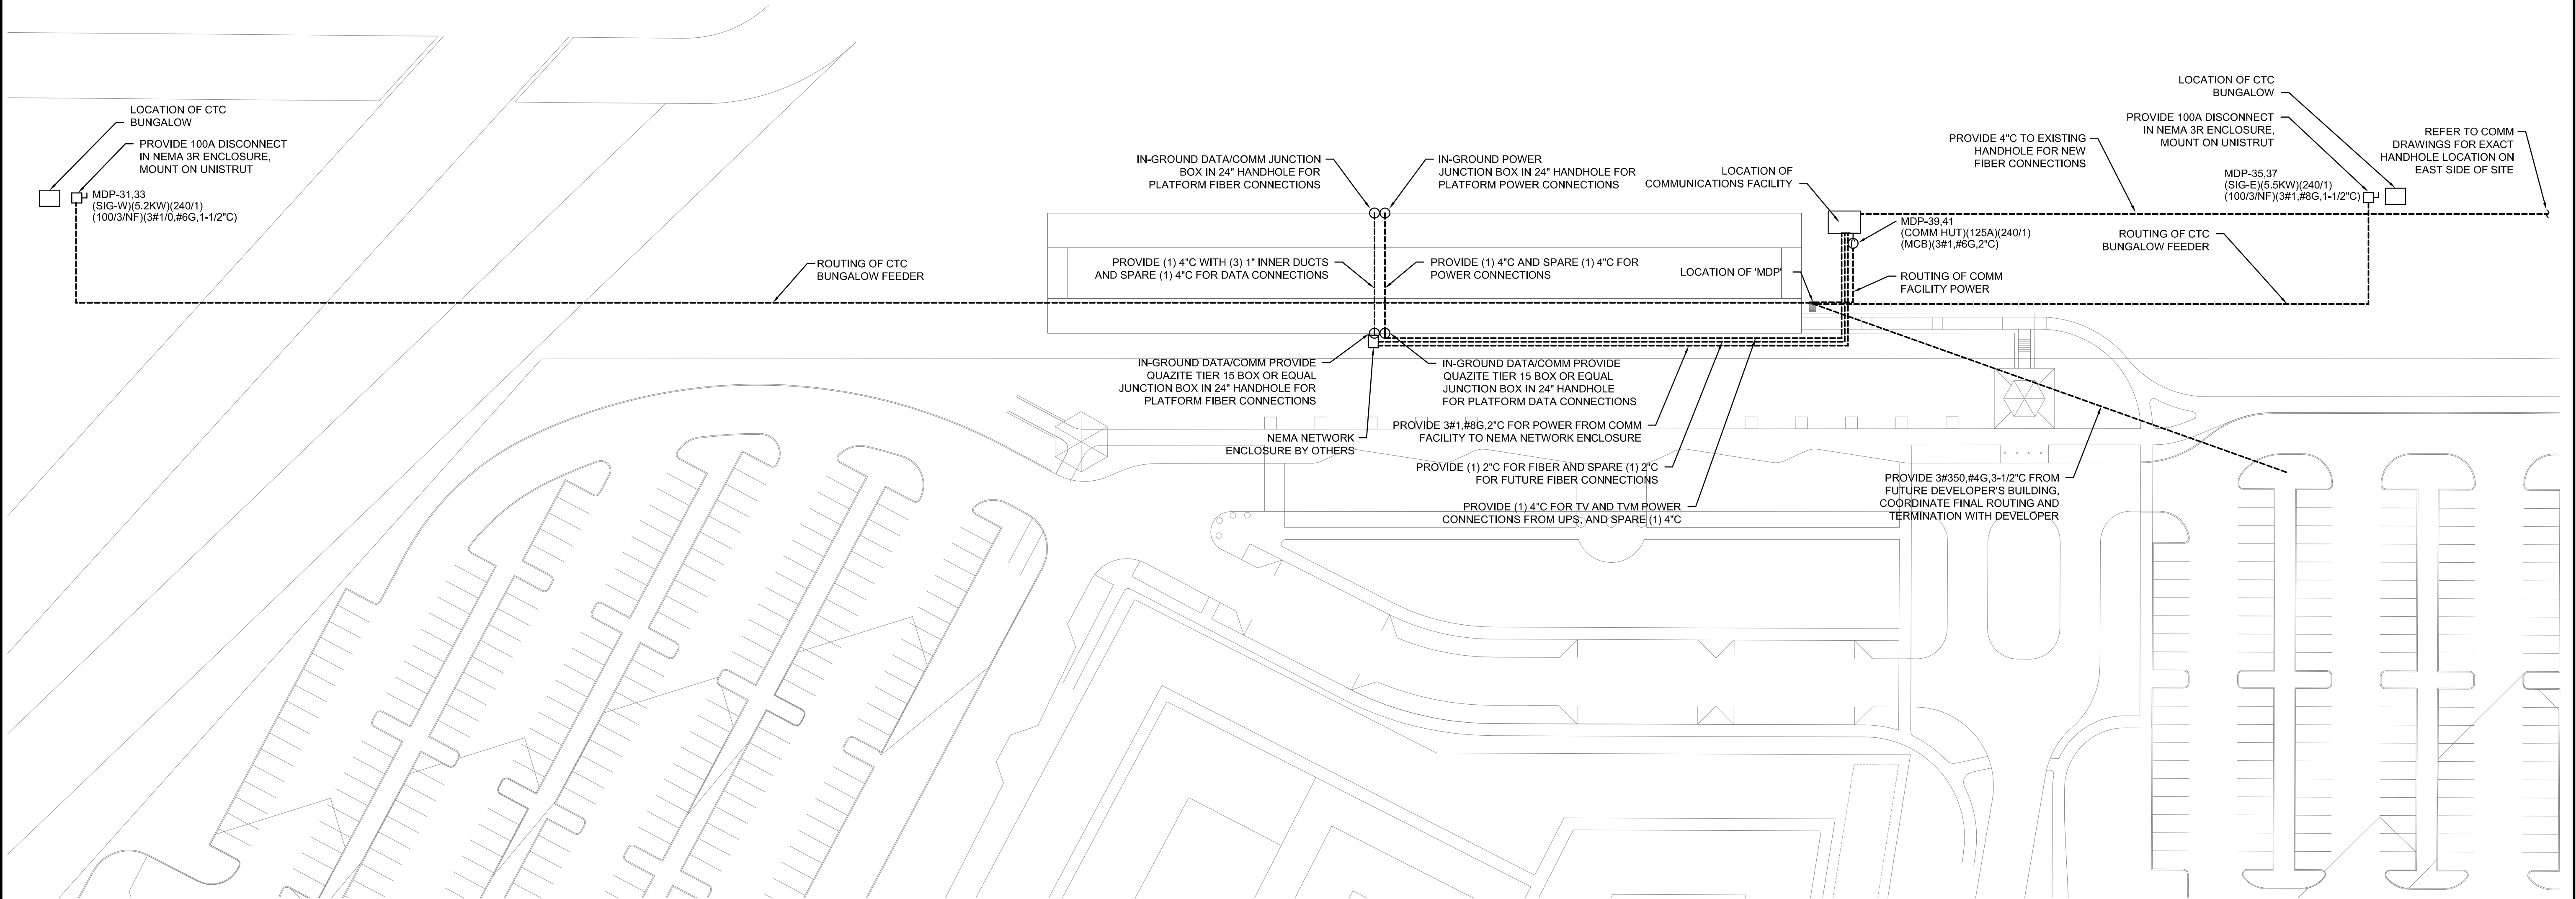 LOCATION OF CTC
BUNGALOW
PROVIDE 100A DISCONNECT
IN NEMA 3R ENCLOSURE,
MOUNT ON UNISTRUT
MDP-31,33
(SIG-W)(5.2KW)(240/1)
(100/3/NF)(3#1/0,#6G,1-1/2"C)
ROUTING OF CTC
BUNGALOW FEEDER
IN-GROUND DATA/COMM JUNCTION
BOX IN 24" HANDHOLE FOR
PLATFORM FIBER CONNECTIONS
IN-GROUND POWER
JUNCTION BOX IN 24" HANDHOLE FOR
PLATFORM POWER CONNECTIONS
PROVIDE (1) 4"C WITH (3) 1" INNER DUCTS
AND SPARE (1) 4"C FOR DATA CONNECTIONS
PROVIDE (1) 4"C AND SPARE (1) 4"C FOR
POWER CONNECTIONS
LOCATION OF
COMMUNICATIONS FACILITY
LOCATION OF 'MDP'
MDP-39,41
(COMM HUT)(125A)(240/1)
(MCB)(3#1,#6G,2"C)
ROUTING OF COMM
FACILITY POWER
PROVIDE 4"C TO EXISTING
HANDHOLE FOR NEW
FIBER CONNECTIONS
LOCATION OF CTC
BUNGALOW
PROVIDE 100A DISCONNECT
IN NEMA 3R ENCLOSURE,
MOUNT ON UNISTRUT
MDP-35,37
(SIG-E)(5.5KW)(240/1)
(100/3/NF)(3#1,#8G,1-1/2"C)
REFER TO COMM
DRAWINGS FOR EXACT
HANDHOLE LOCATION ON
EAST SIDE OF SITE
ROUTING OF CTC
BUNGALOW FEEDER
IN-GROUND DATA/COMM PROVIDE
QUAZITE TIER 15 BOX OR EQUAL
JUNCTION BOX IN 24" HANDHOLE FOR
PLATFORM FIBER CONNECTIONS
IN-GROUND DATA/COMM PROVIDE
QUAZITE TIER 15 BOX OR EQUAL
JUNCTION BOX IN 24" HANDHOLE
FOR PLATFORM DATA CONNECTIONS
NEMA NETWORK
ENCLOSURE BY OTHERS
PROVIDE 3#1,#8G,2"C FOR POWER FROM COMM
FACILITY TO NEMA NETWORK ENCLOSURE
PROVIDE (1) 2"C FOR FIBER AND SPARE (1) 2"C
FOR FUTURE FIBER CONNECTIONS
PROVIDE (1) 4"C FOR TV AND TVM POWER
CONNECTIONS FROM UPS, AND SPARE (1) 4"C
PROVIDE 3#350,#4G,3-1/2"C FROM
FUTURE DEVELOPER'S BUILDING,
COORDINATE FINAL ROUTING AND
TERMINATION WITH DEVELOPER